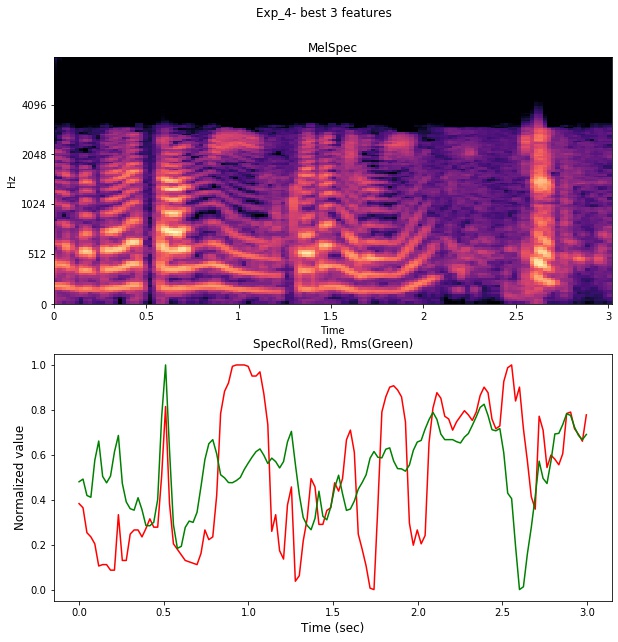 Exp_4- best 3 features
MelSpec
4096
2048
1024
512
0
Hz
0 0.5 1 1.5 2 2.5 3
Time
SpecRol(Red), Rms(Green)
1.0
0.8
0.6
0.4
0.2
0.0
Normalized value
0.0 0.5 1.0 1.5 2.0 2.5 3.0
Time (sec)